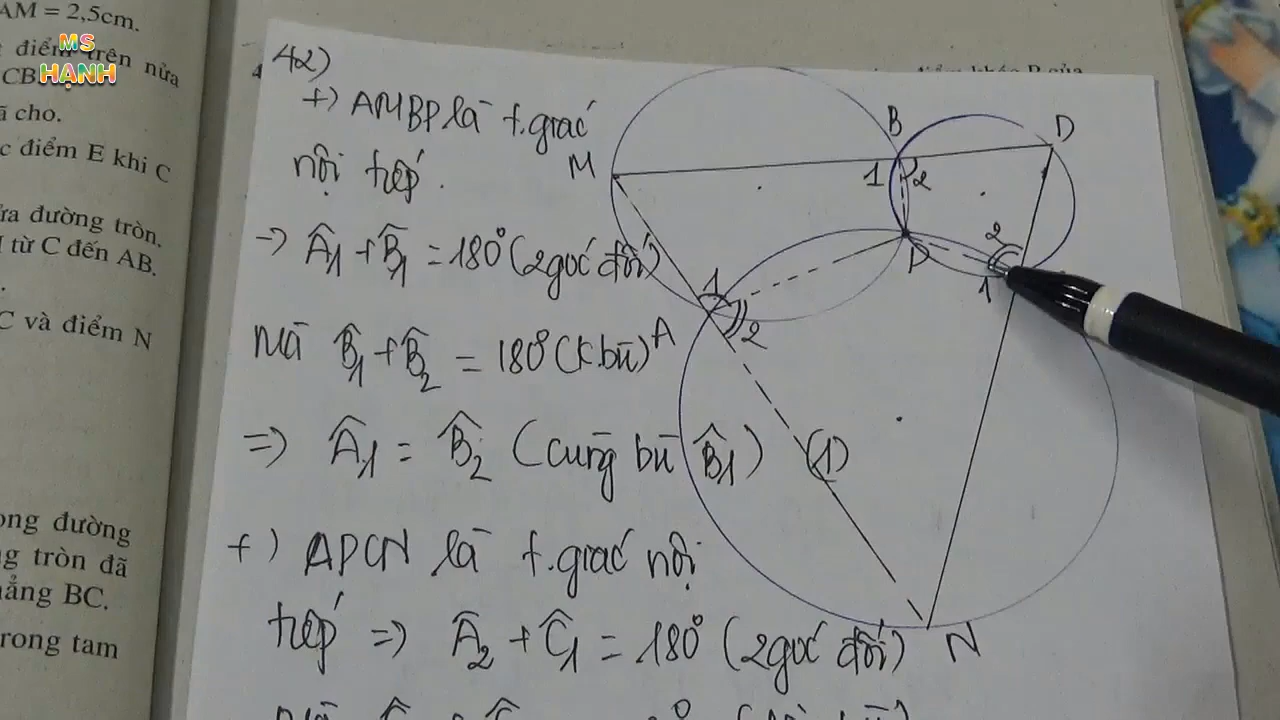 AM = 2,5cm.
điểm trên nửa
CB
ã cho.
c điểm E khi C
ửa đường tròn.
từ C đến AB.
C và điểm N
ong đường
g tròn đã
ẳng BC.
rong tam
MS
HẠNH
42)
+) AMBP là t.giác
nội tiếp.
→ Â1 + B̂1 = 180° (2 góc đối)
mà B̂1 + B̂2 = 180° (k.bù)
=> Â1 = B̂2 (cùng bù B̂1) (1)
+) APCN là t.giác nội
tiếp => Â2 + Ĉ1 = 180° (2 góc đối)
M
B
D
1 2
P
2
1
1
2
A
N